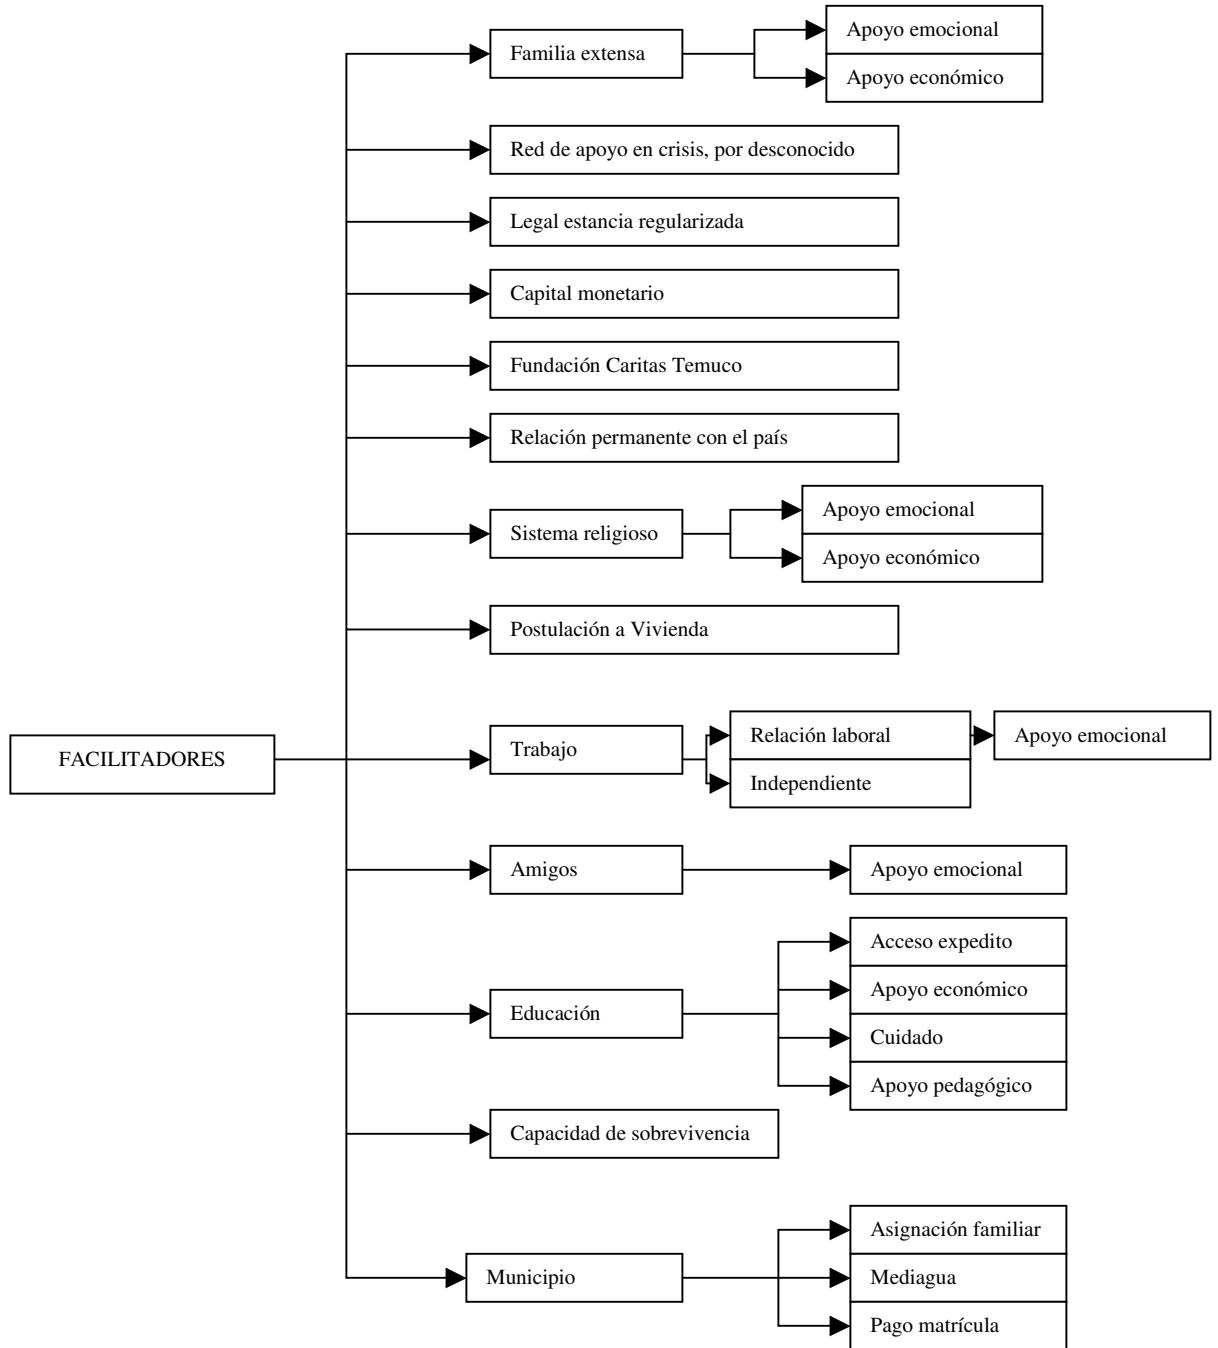 Apoyo emocional
Familia extensa
Apoyo económico
Red de apoyo en crisis, por desconocido
Legal estancia regularizada
Capital monetario
Fundación Caritas Temuco
Relación permanente con el país
Apoyo emocional
Sistema religioso
Apoyo económico
Postulación a Vivienda
Relación laboral
Apoyo emocional
Trabajo
FACILITADORES
Independiente
Amigos
Apoyo emocional
Acceso expedito
Apoyo económico
Educación
Cuidado
Apoyo pedagógico
Capacidad de sobrevivencia
Asignación familiar
Municipio
Mediagua
Pago matrícula